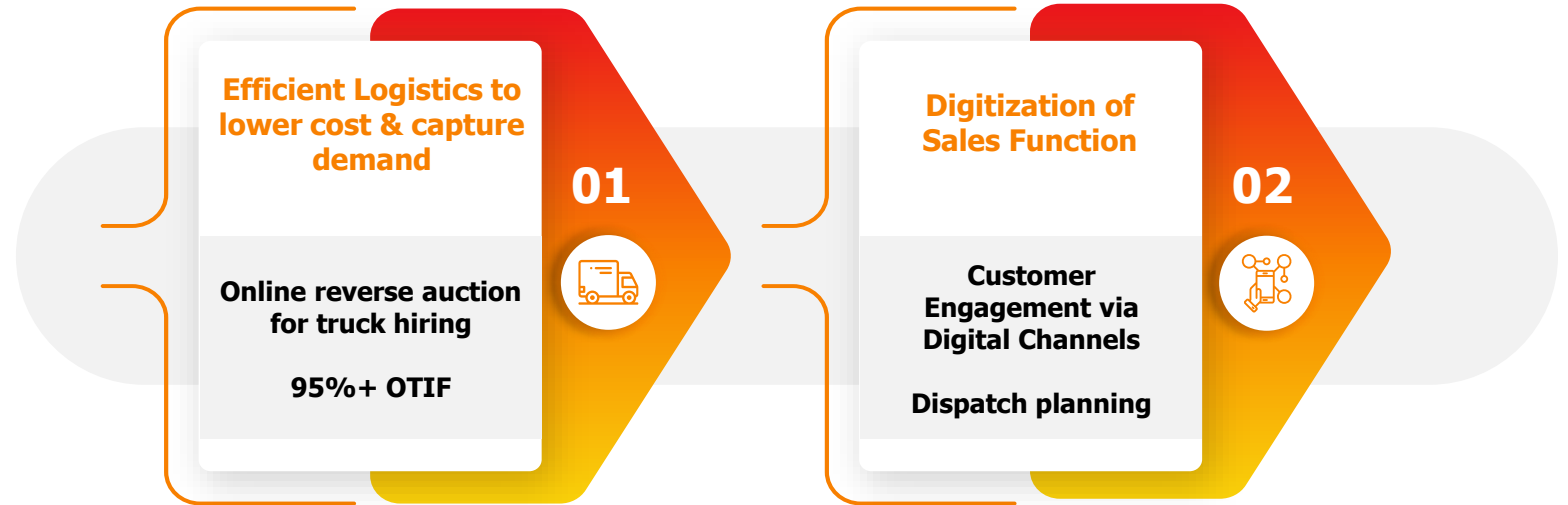 Efficient Logistics to
lower cost & capture
demand
01
Online reverse auction
for truck hiring
95%+ OTIF
Digitization of
Sales Function
02
Customer
Engagement via
Digital Channels
Dispatch planning